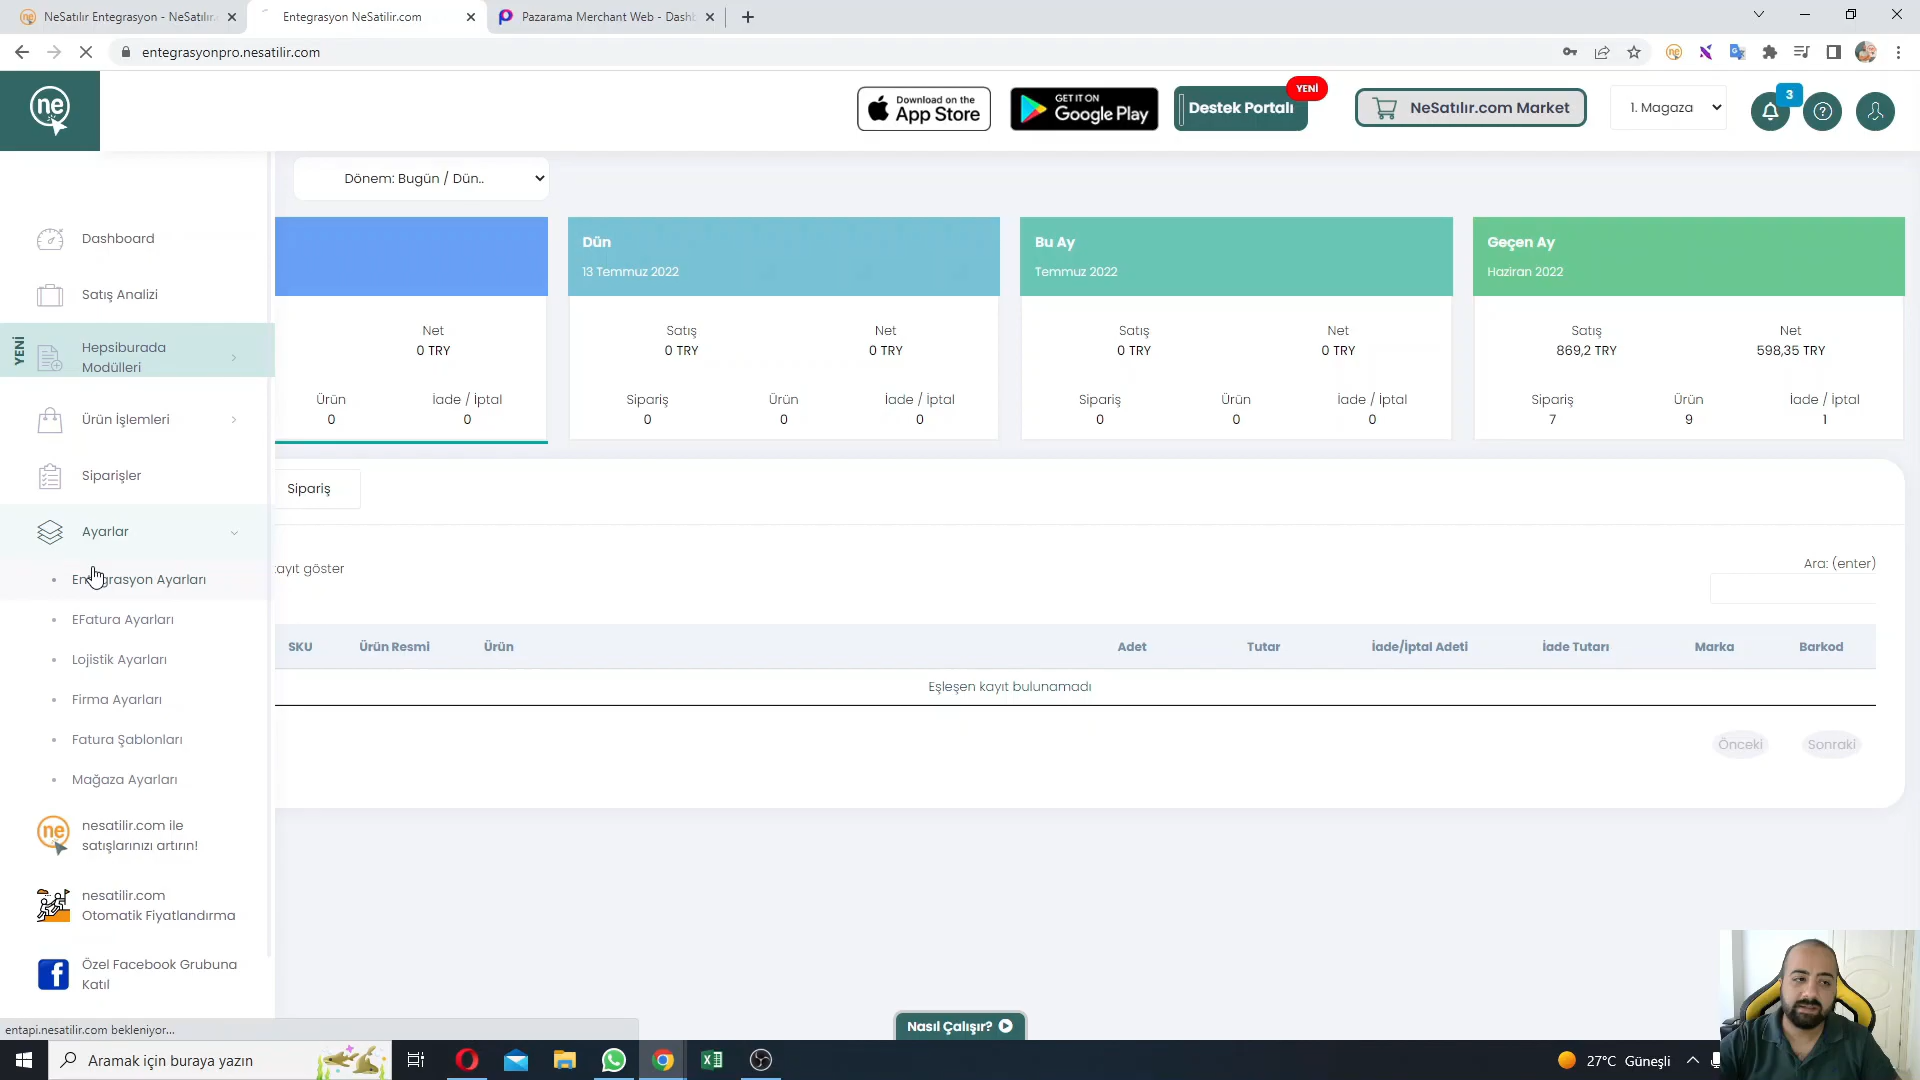 NeSatılır Entegrasyon - NeSatılır.
Entegrasyon NeSatilir.com
Pazarama Merchant Web - Dashb
entegrasyonpro.nesatilir.com
ne
Download on the
App Store
GET IT ON
Google Play
Destek Portalı
YENİ
NeSatılır.com Market
1. Magaza
3
Dönem: Bugün / Dün..
Dashboard
Satış Analizi
YENİ
Hepsiburada
Modülleri
Ürün İşlemleri
Siparişler
Ayarlar
Entegrasyon Ayarları
EFatura Ayarları
Lojistik Ayarları
Firma Ayarları
Fatura Şablonları
Mağaza Ayarları
ne
nesatilir.com ile
satışlarınızı artırın!
nesatilir.com
Otomatik Fiyatlandırma
Özel Facebook Grubuna
Katıl
Net
0 TRY
Ürün
0
İade / İptal
0
Dün
13 Temmuz 2022
Satış
0 TRY
Net
0 TRY
Sipariş
0
Ürün
0
İade / İptal
0
Bu Ay
Temmuz 2022
Satış
0 TRY
Net
0 TRY
Sipariş
0
Ürün
0
İade / İptal
0
Geçen Ay
Haziran 2022
Satış
869,2 TRY
Net
598,35 TRY
Sipariş
7
Ürün
9
İade / İptal
1
Sipariş
kayıt göster
Ara: (enter)
SKU
Ürün Resmi
Ürün
Adet
Tutar
İade/İptal Adeti
İade Tutarı
Marka
Barkod
Eşleşen kayıt bulunamadı
Önceki
Sonraki
Nasıl Çalışır?
entapi.nesatilir.com bekleniyor...
Aramak için buraya yazın
27°C Güneşli